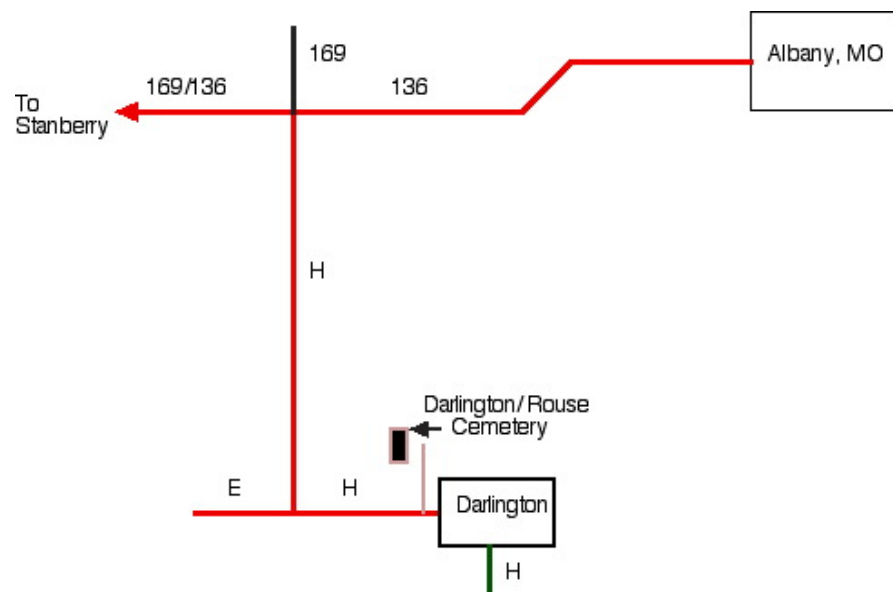 169
Albany, MO
169/136
136
To
Stanberry
H
Darlington/ Rouse
Cemetery
E
H
Darlington
H